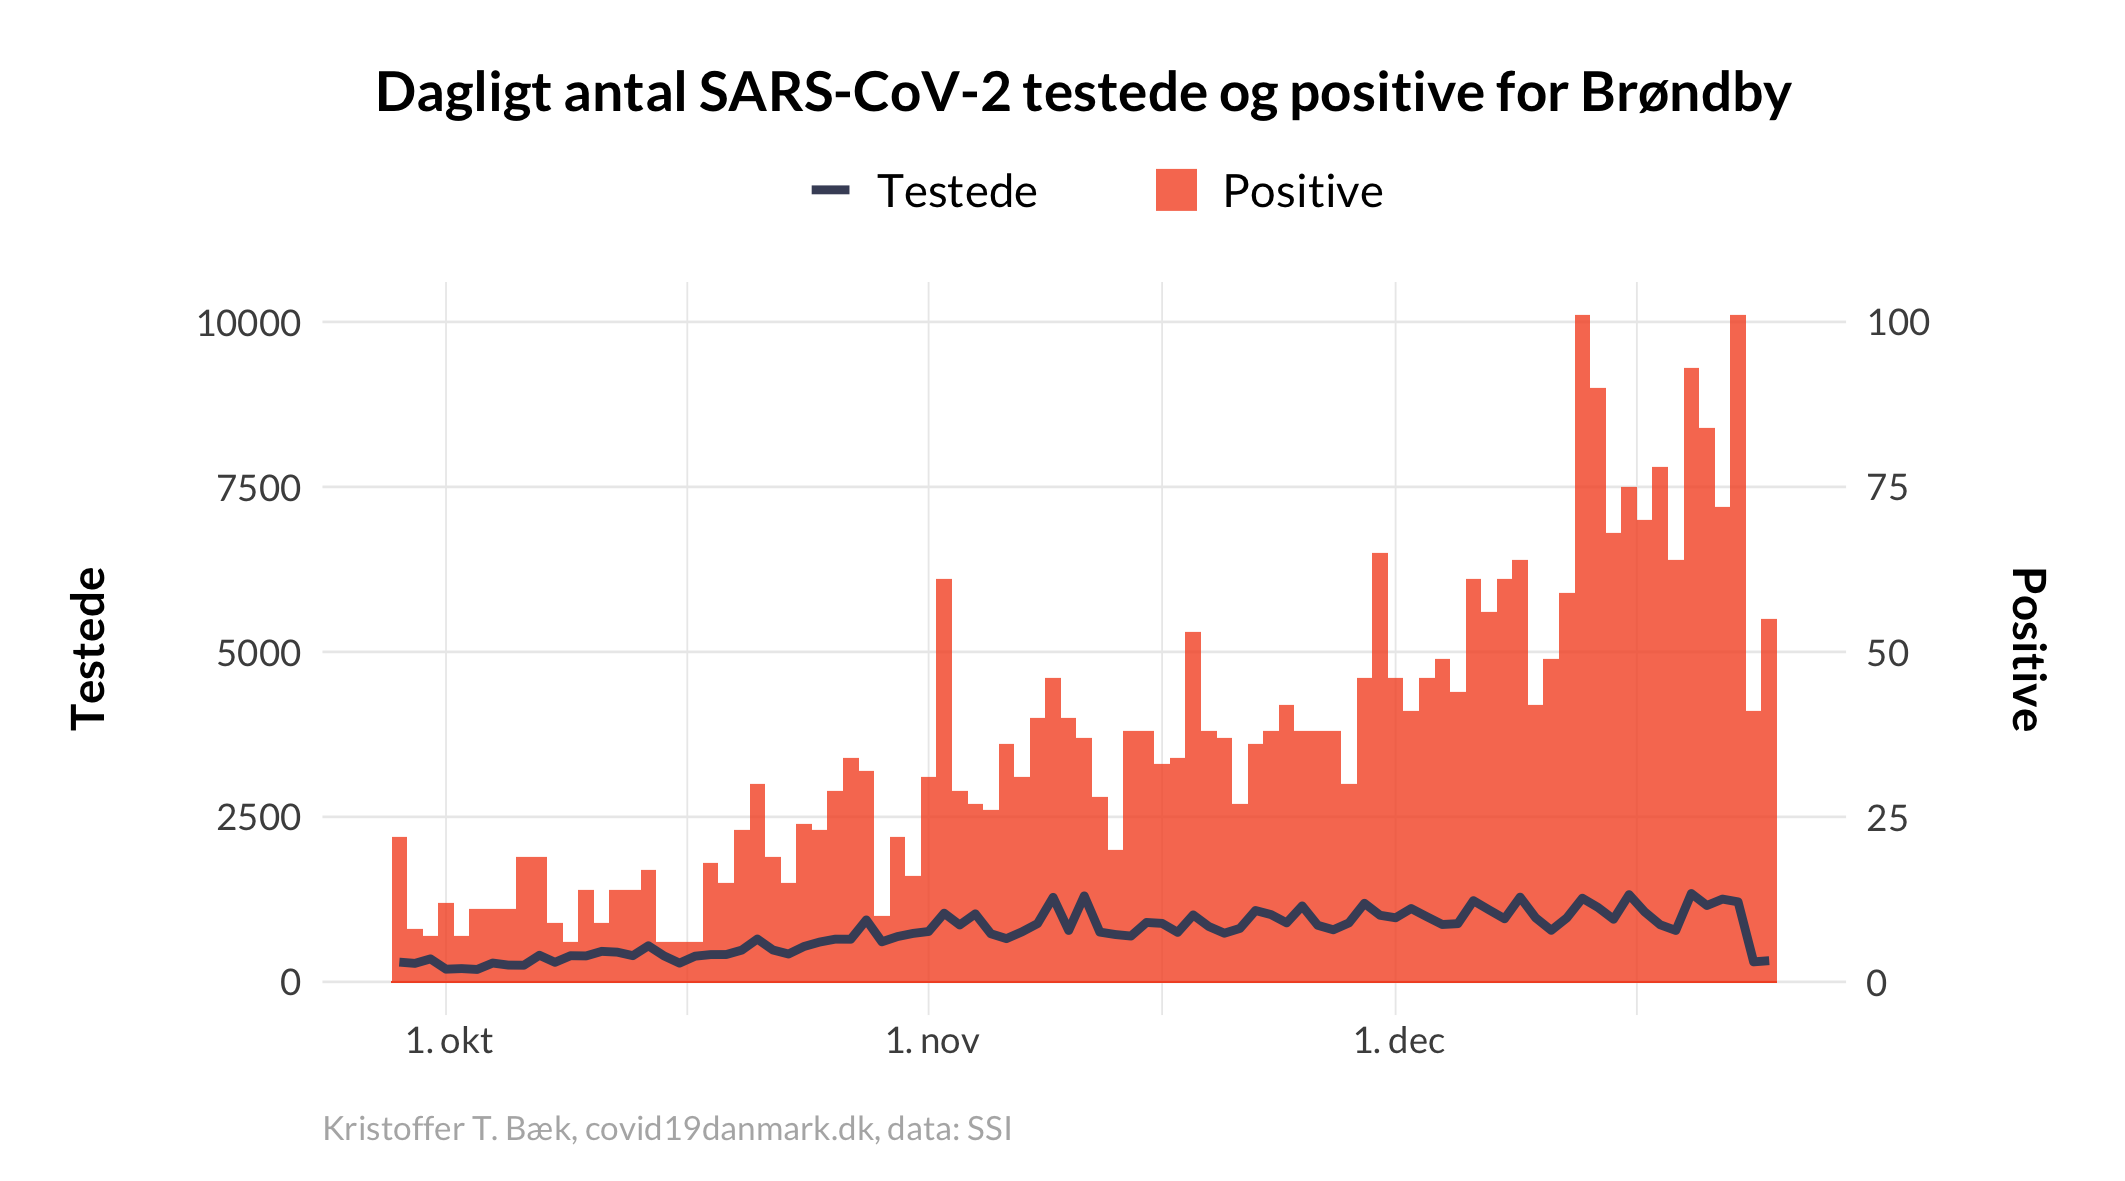 Dagligt antal SARS-CoV-2 testede og positive for Brøndby
Testede Positive
10000 100
7500 75
5000 50
2500 25
0 0
Testede
Positive
1. okt 1. nov 1. dec
Kristoffer T. Bæk, covid19danmark.dk, data: SSI